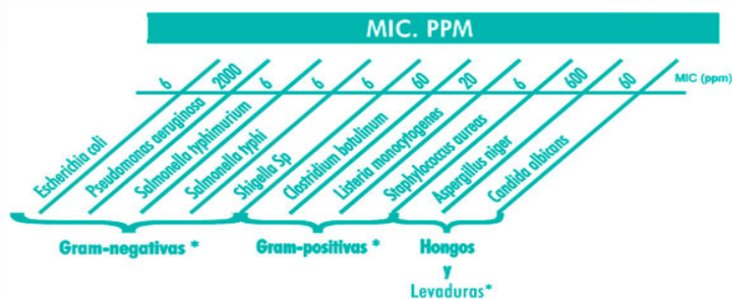 MIC. PPM
6 2000 6 6 6 60 20 6 600 60 MIC (ppm)
Escherichia coli
Pseudomonas aeruginosa
Salmonella typhimurium
Salmonella typhi
Shigella Sp
Clostridium botulinum
Listeria monocytogenes
Staphylococcus aureas
Aspergillus niger
Candida albicans
Gram-negativas * Gram-positivas * Hongos
y
Levaduras*